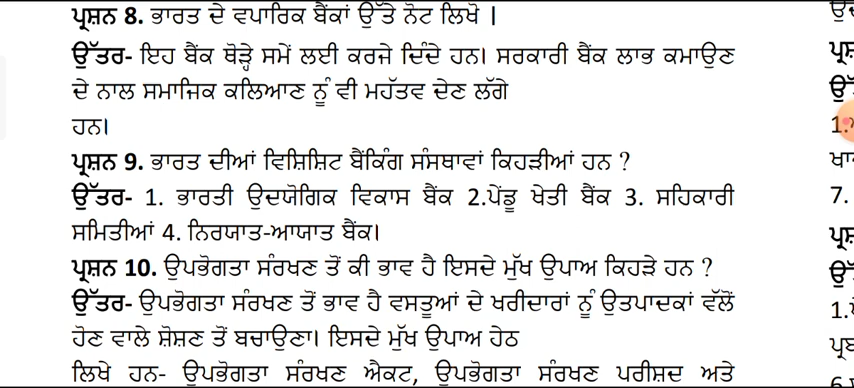 ਪ੍ਰਸ਼ਨ 8. ਭਾਰਤ ਦੇ ਵਪਾਰਿਕ ਬੈਂਕਾਂ ਉੱਤੇ ਨੋਟ ਲਿਖੋ |
ਉੱਤਰ- ਇਹ ਬੈਂਕ ਥੋੜ੍ਹੇ ਸਮੇਂ ਲਈ ਕਰਜੇ ਦਿੰਦੇ ਹਨ। ਸਰਕਾਰੀ ਬੈਂਕ ਲਾਭ ਕਮਾਉਣ
ਦੇ ਨਾਲ ਸਮਾਜਿਕ ਕਲਿਆਣ ਨੂੰ ਵੀ ਮਹੱਤਵ ਦੇਣ ਲੱਗੇ
ਹਨ।
ਪ੍ਰਸ਼ਨ 9. ਭਾਰਤ ਦੀਆਂ ਵਿਸ਼ਿਸ਼ਿਟ ਬੈਂਕਿੰਗ ਸੰਸਥਾਵਾਂ ਕਿਹੜੀਆਂ ਹਨ ?
ਉੱਤਰ- 1. ਭਾਰਤੀ ਉਦਯੋਗਿਕ ਵਿਕਾਸ ਬੈਂਕ 2.ਪੇਂਡੂ ਖੇਤੀ ਬੈਂਕ 3. ਸਹਿਕਾਰੀ
ਸਮਿਤੀਆਂ 4. ਨਿਰਯਾਤ-ਆਯਾਤ ਬੈਂਕ।
ਪ੍ਰਸ਼ਨ 10. ਉਪਭੋਗਤਾ ਸੰਰਖਣ ਤੋਂ ਕੀ ਭਾਵ ਹੈ ਇਸਦੇ ਮੁੱਖ ਉਪਾਅ ਕਿਹੜੇ ਹਨ ?
ਉੱਤਰ- ਉਪਭੋਗਤਾ ਸੰਰਖਣ ਤੋਂ ਭਾਵ ਹੈ ਵਸਤੂਆਂ ਦੇ ਖਰੀਦਾਰਾਂ ਨੂੰ ਉਤਪਾਦਕਾਂ ਵੱਲੋਂ
ਹੋਣ ਵਾਲੇ ਸ਼ੋਸ਼ਣ ਤੋਂ ਬਚਾਉਣਾ। ਇਸਦੇ ਮੁੱਖ ਉਪਾਅ ਹੇਠ
ਲਿਖੇ ਹਨ- ਉਪਭੋਗਤਾ ਸੰਰਖਣ ਐਕਟ, ਉਪਭੋਗਤਾ ਸੰਰਖਣ ਪਰੀਸ਼ਦ ਅਤੇ
7.